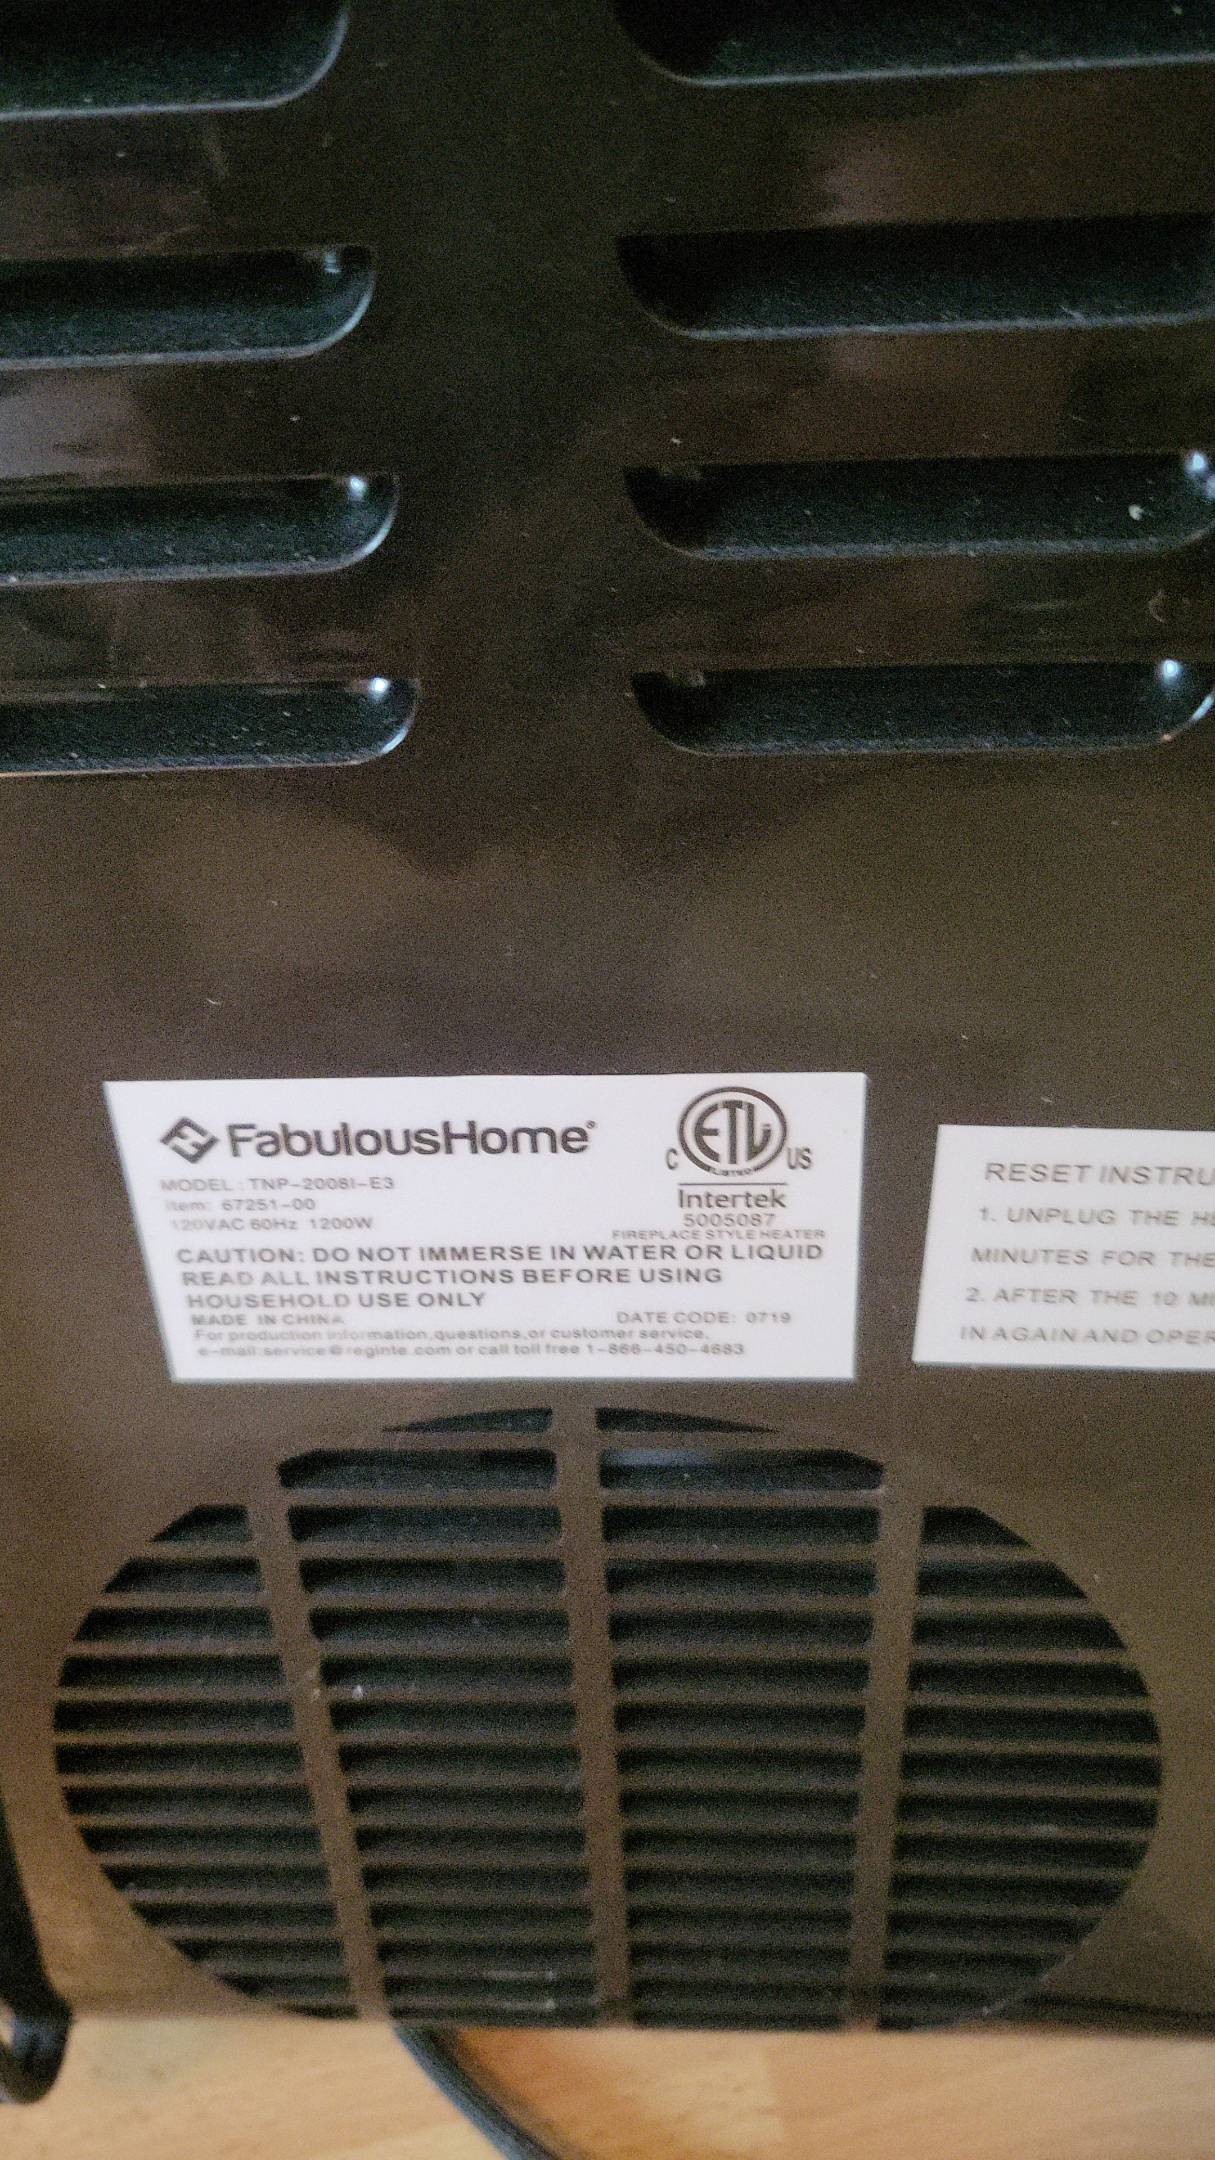 FabulousHome®
MODEL: TNP-2008I-E3
Item: 67251-00
120VAC 60Hz 1200W
ETL
LISTED
C US
Intertek
5005087
FIREPLACE STYLE HEATER
CAUTION: DO NOT IMMERSE IN WATER OR LIQUID
READ ALL INSTRUCTIONS BEFORE USING
HOUSEHOLD USE ONLY
MADE IN CHINA
DATE CODE: 0719
For production information,questions,or customer service,
e-mail:service@reginte.com or call toll free 1-866-450-4683
RESET INSTRU
1. UNPLUG THE HE
MINUTES FOR THE
2. AFTER THE 10 MI
IN AGAIN AND OPER